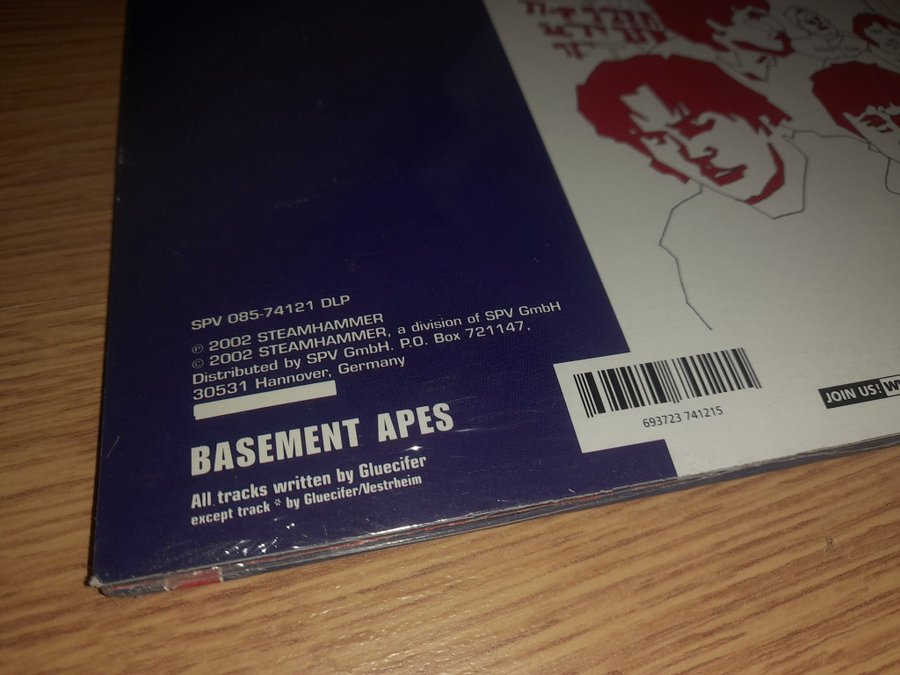 SPV 085-74121 DLP
℗ 2002 STEAMHAMMER
© 2002 STEAMHAMMER, a division of SPV GmbH
Distributed by SPV GmbH. P.O. Box 721147,
30531 Hannover, Germany
BASEMENT APES
All tracks written by Gluecifer
except track * by Gluecifer/Vestrheim
693723 741215
JOIN US!